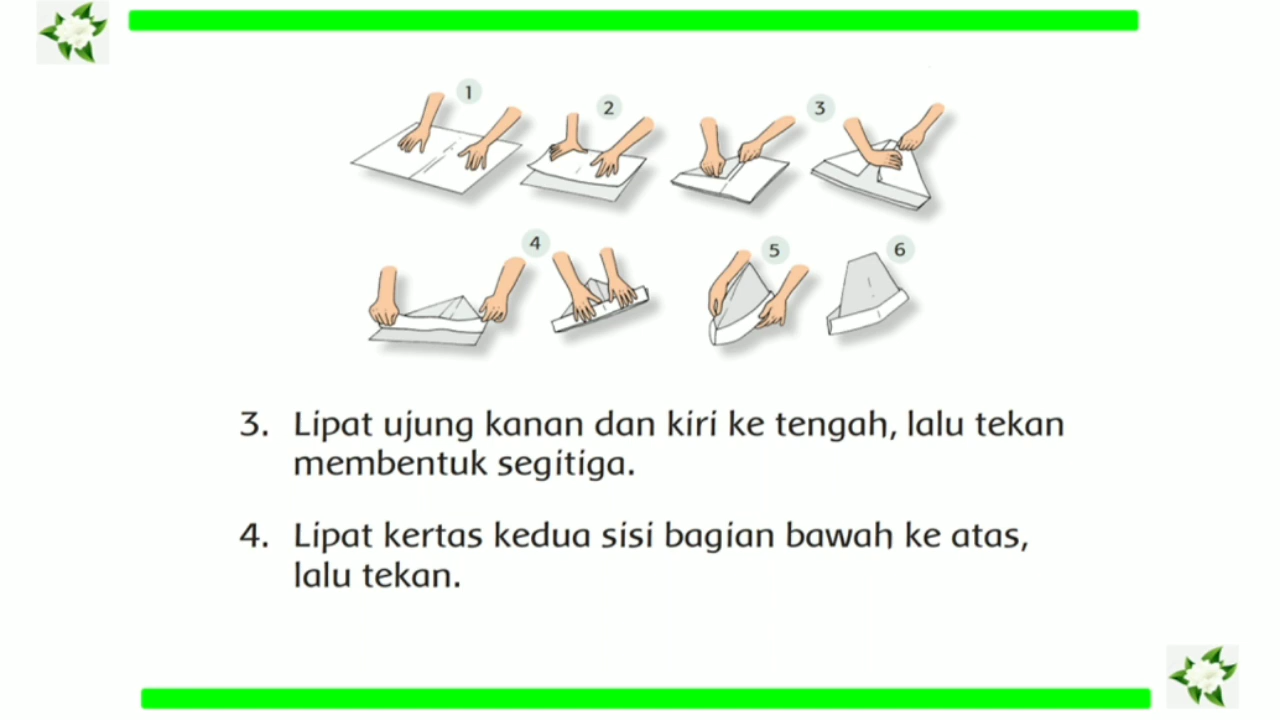 1
2
3
4
5
6
3. Lipat ujung kanan dan kiri ke tengah, lalu tekan
membentuk segitiga.
4. Lipat kertas kedua sisi bagian bawah ke atas,
lalu tekan.